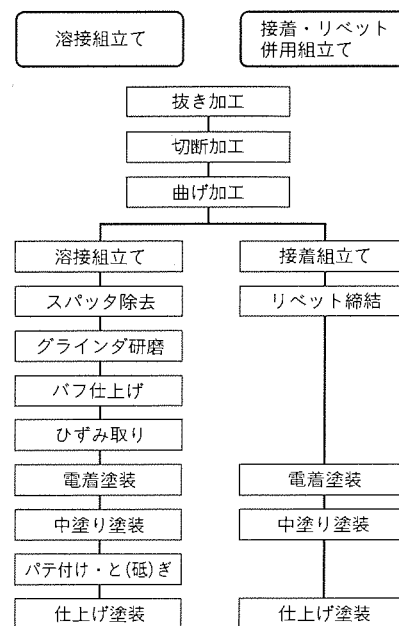 溶接組立て
接着・リベット
併用組立て
抜き加工
切断加工
曲げ加工
溶接組立て
接着組立て
スパッタ除去
リベット締結
グラインダ研磨
バフ仕上げ
ひずみ取り
電着塗装
電着塗装
中塗り塗装
中塗り塗装
パテ付け・と(砥)ぎ
仕上げ塗装
仕上げ塗装